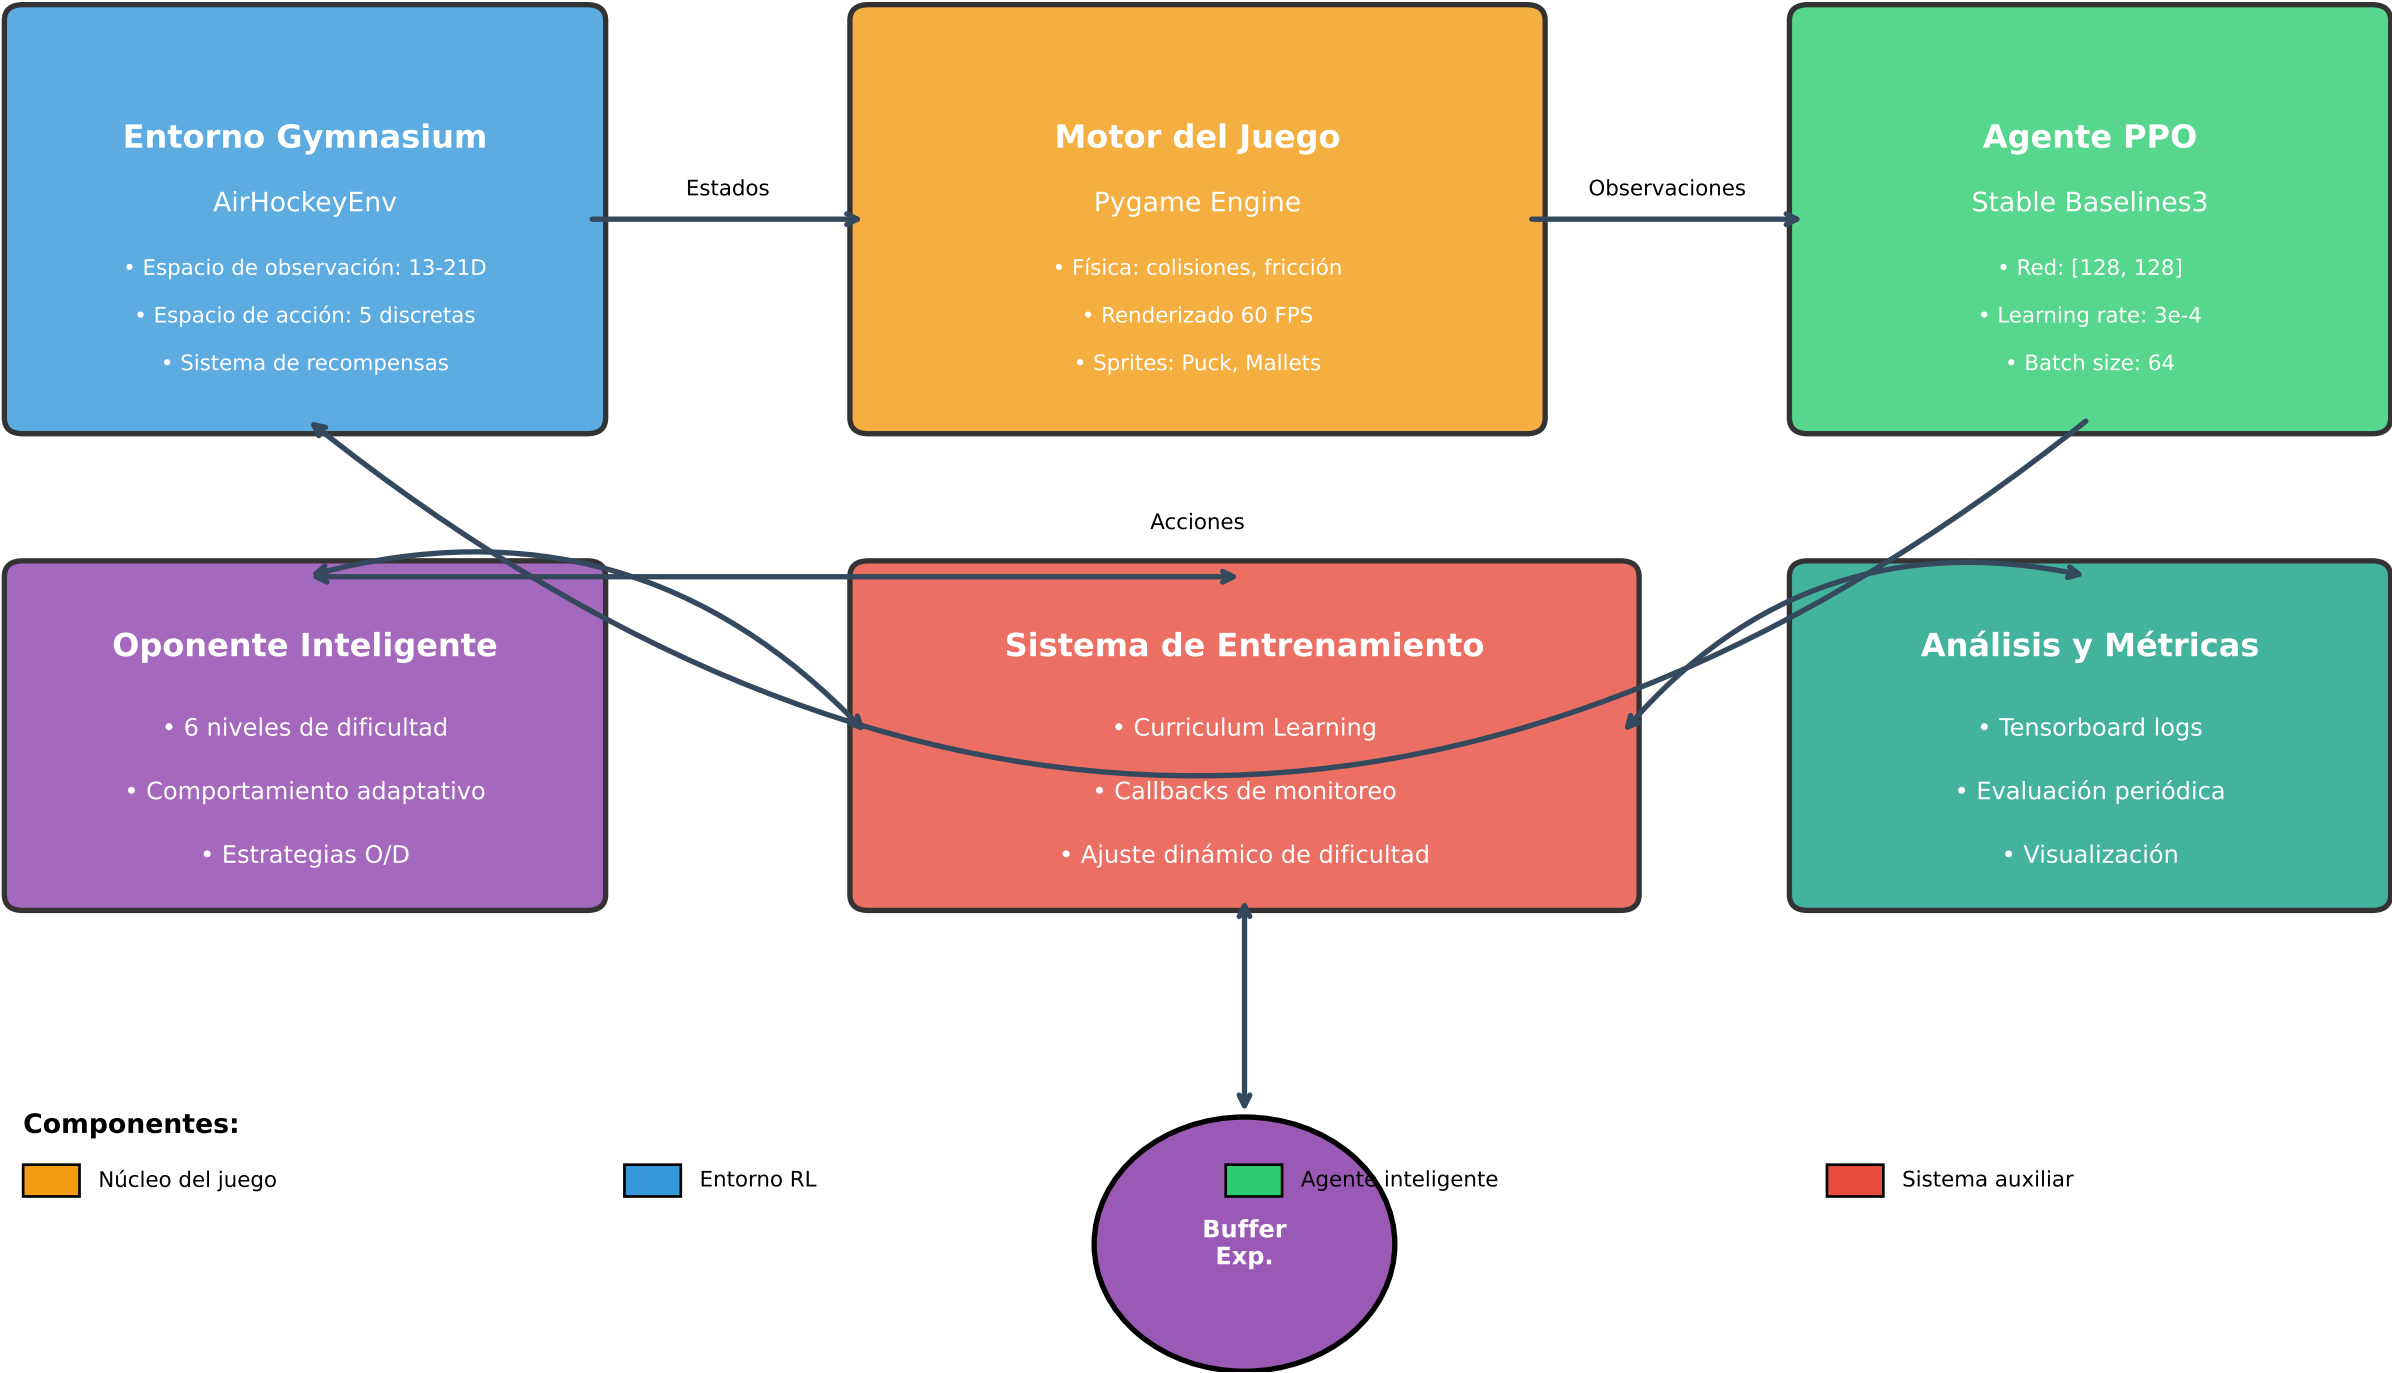 Entorno Gymnasium
AirHockeyEnv
• Espacio de observación: 13-21D
• Espacio de acción: 5 discretas
• Sistema de recompensas
Estados
Motor del Juego
Pygame Engine
• Física: colisiones, fricción
• Renderizado 60 FPS
• Sprites: Puck, Mallets
Observaciones
Agente PPO
Stable Baselines3
• Red: [128, 128]
• Learning rate: 3e-4
• Batch size: 64
Acciones
Oponente Inteligente
• 6 niveles de dificultad
• Comportamiento adaptativo
• Estrategias O/D
Sistema de Entrenamiento
• Curriculum Learning
• Callbacks de monitoreo
• Ajuste dinámico de dificultad
Análisis y Métricas
• Tensorboard logs
• Evaluación periódica
• Visualización
Componentes:
Núcleo del juego
Entorno RL
Agente inteligente
Sistema auxiliar
Buffer
Exp.